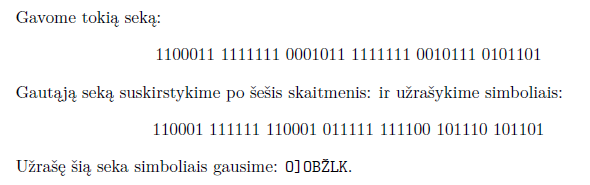 Gavome tokią seką:
1100011 1111111 0001011 1111111 0010111 0101101
Gautąją seką suskirstykime po šešis skaitmenis: ir užrašykime simboliais:
110001 111111 110001 011111 111100 101110 101101
Užrašę šią seka simboliais gausime: O]OBŽLK.